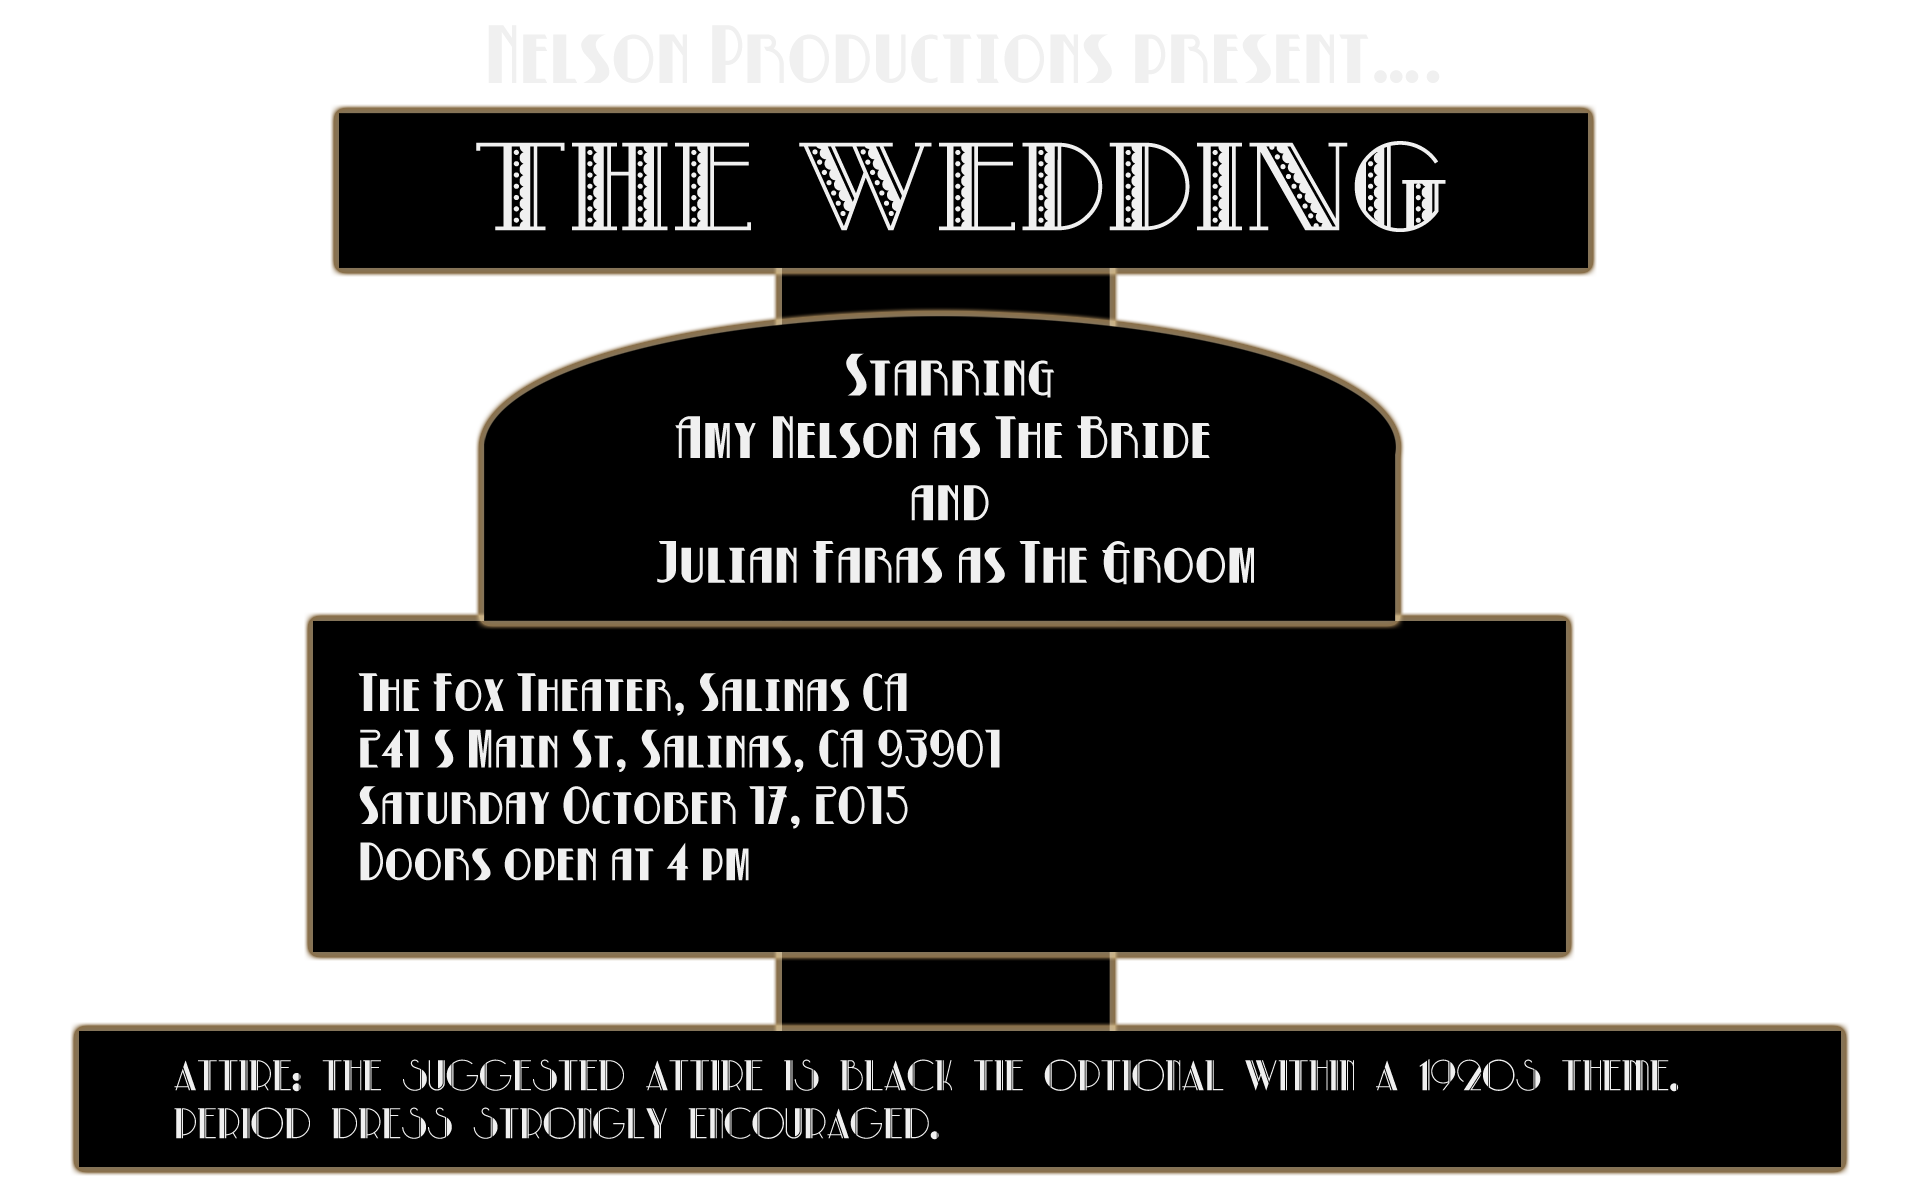 Nelson Productions present....
THE WEDDING
Starring
Amy Nelson as The Bride
and
Julian Faras as The Groom
The Fox Theater, Salinas CA
241 S Main St, Salinas, CA 93901
Saturday October 17, 2015
Doors open at 4 pm
ATTIRE: THE SUGGESTED ATTIRE IS BLACK TIE OPTIONAL WITHIN A 1920S THEME.
PERIOD DRESS STRONGLY ENCOURAGED.